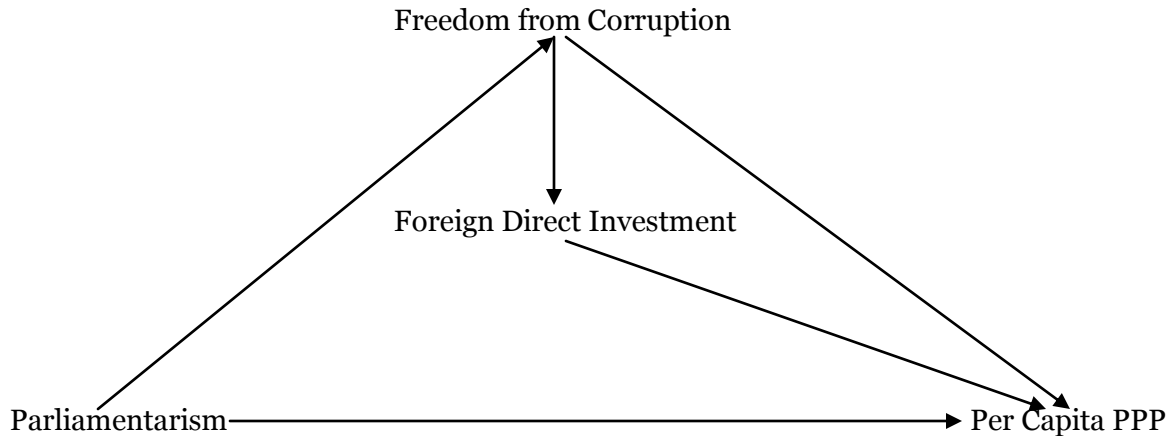 Freedom from Corruption
Foreign Direct Investment
Parliamentarism
Per Capita PPP